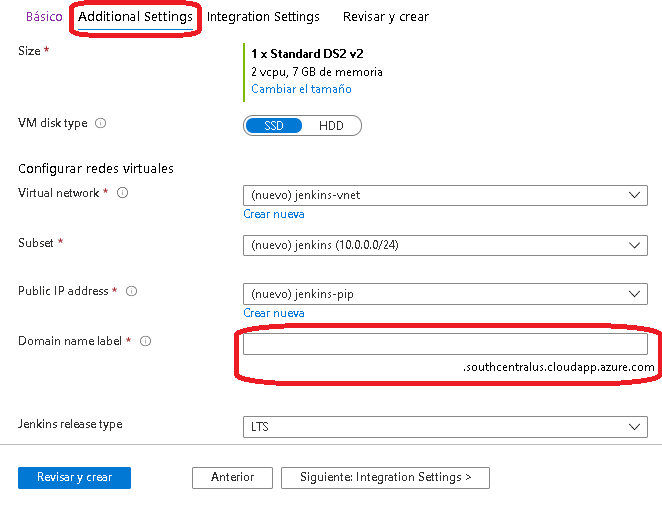 Básico Additional Settings Integration Settings Revisar y crear
Size * 1 x Standard DS2 v2
2 vcpu, 7 GB de memoria
Cambiar el tamaño
VM disk type SSD HDD
Configurar redes virtuales
Virtual network * (nuevo) jenkins-vnet
Crear nueva
Subset * (nuevo) jenkins (10.0.0.0/24)
Public IP address * (nuevo) jenkins-pip
Crear nueva
Domain name label *
.southcentralus.cloudapp.azure.com
Jenkins release type LTS
Revisar y crear Anterior Siguiente: Integration Settings >